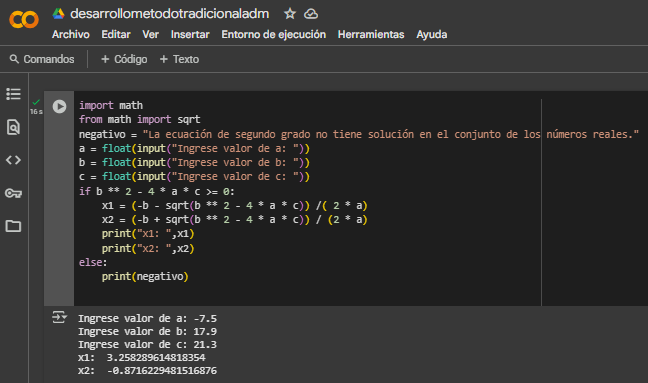 desarrollometodotradicionaladm
Archivo Editar Ver Insertar Entorno de ejecución Herramientas Ayuda
Comandos + Código + Texto
16 s
import math
from math import sqrt
negativo = "La ecuación de segundo grado no tiene solución en el conjunto de los números reales."
a = float(input("Ingrese valor de a: "))
b = float(input("Ingrese valor de b: "))
c = float(input("Ingrese valor de c: "))
if b ** 2 - 4 * a * c >= 0:
    x1 = (-b - sqrt(b ** 2 - 4 * a * c)) /( 2 * a)
    x2 = (-b + sqrt(b ** 2 - 4 * a * c)) / (2 * a)
    print("x1: ",x1)
    print("x2: ",x2)
else:
    print(negativo)
Ingrese valor de a: -7.5
Ingrese valor de b: 17.9
Ingrese valor de c: 21.3
x1:  3.258289614818354
x2:  -0.8716229481516876